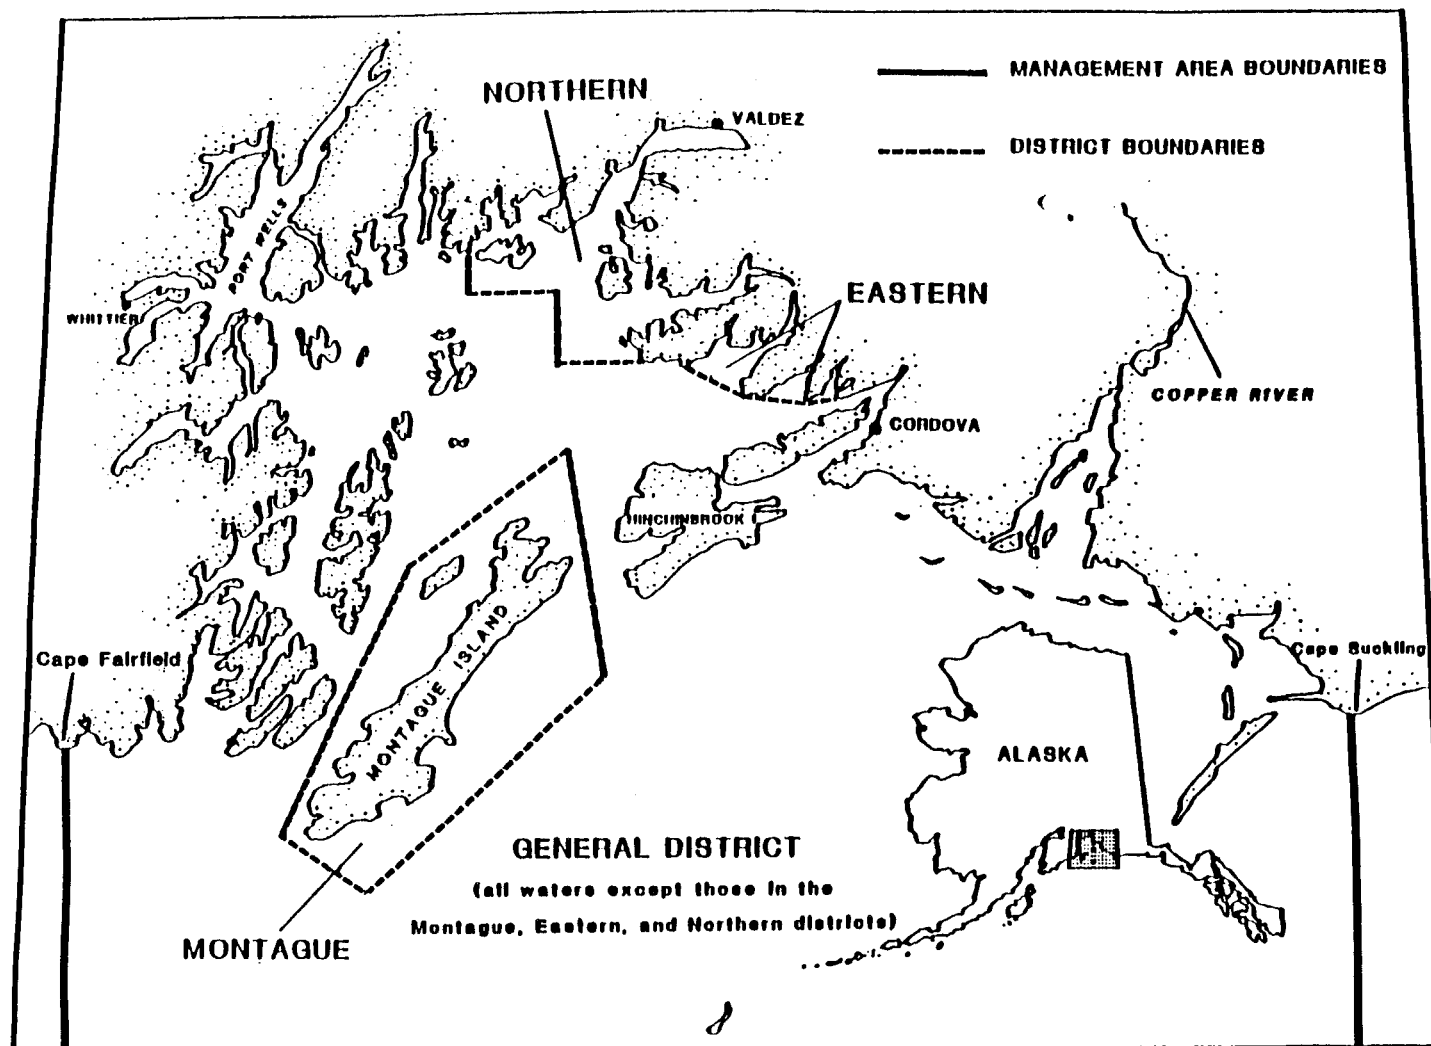 MANAGEMENT AREA BOUNDARIES
DISTRICT BOUNDARIES
NORTHERN
VALDEZ
PORT WELLS
WHITTIER
EASTERN
COPPER RIVER
CORDOVA
HINCHINBROOK I
Cape Fairfield
MONTAGUE ISLAND
Cape Suckling
ALASKA
GENERAL DISTRICT
(all waters except those in the
Montague, Eastern, and Northern districts)
MONTAGUE